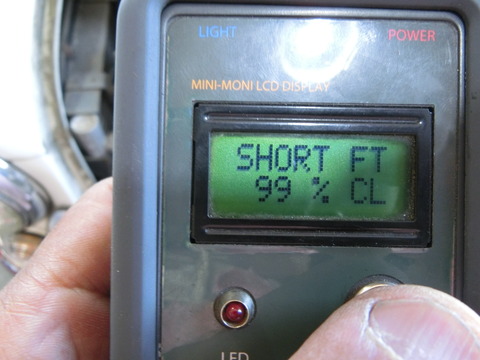 LIGHT POWER
MINI-MONI LCD DISPLAY
SHORT FT
99 % CL
LED